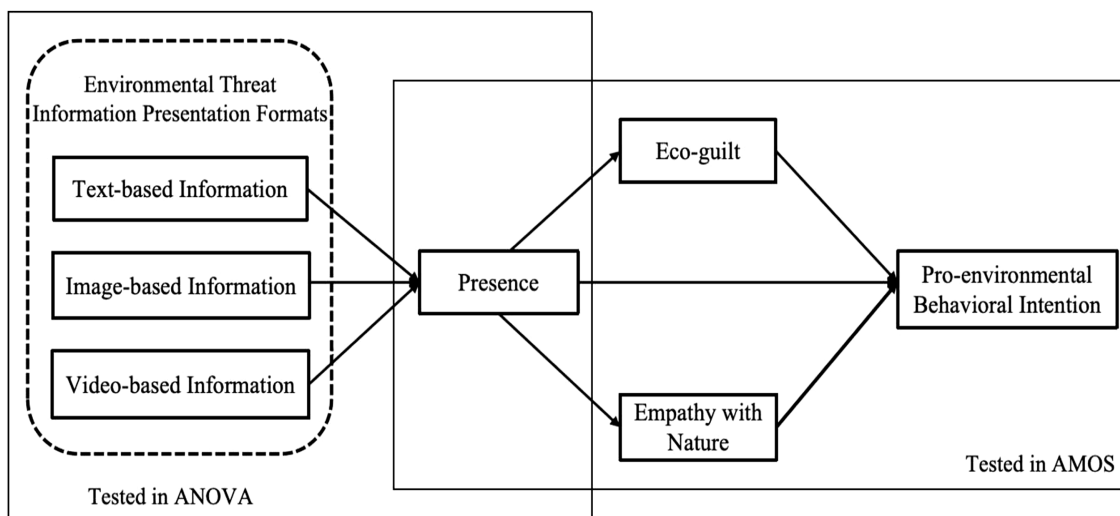 Environmental Threat
Information Presentation Formats
Text-based Information
Image-based Information
Video-based Information
Tested in ANOVA
Presence
Eco-guilt
Empathy with
Nature
Pro-environmental
Behavioral Intention
Tested in AMOS